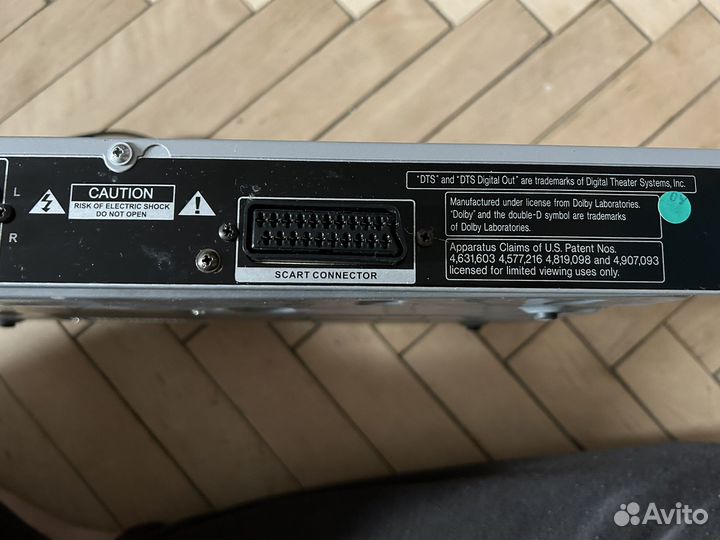 L
R
CAUTION
RISK OF ELECTRIC SHOCK
DO NOT OPEN
SCART CONNECTOR
"DTS" and "DTS Digital Out" are trademarks of Digital Theater Systems, Inc.
Manufactured under license from Dolby Laboratories.
"Dolby" and the double-D symbol are trademarks
of Dolby Laboratories.
Apparatus Claims of U.S. Patent Nos.
4,631,603 4,577,216 4,819,098 and 4,907,093
licensed for limited viewing uses only.
Avito